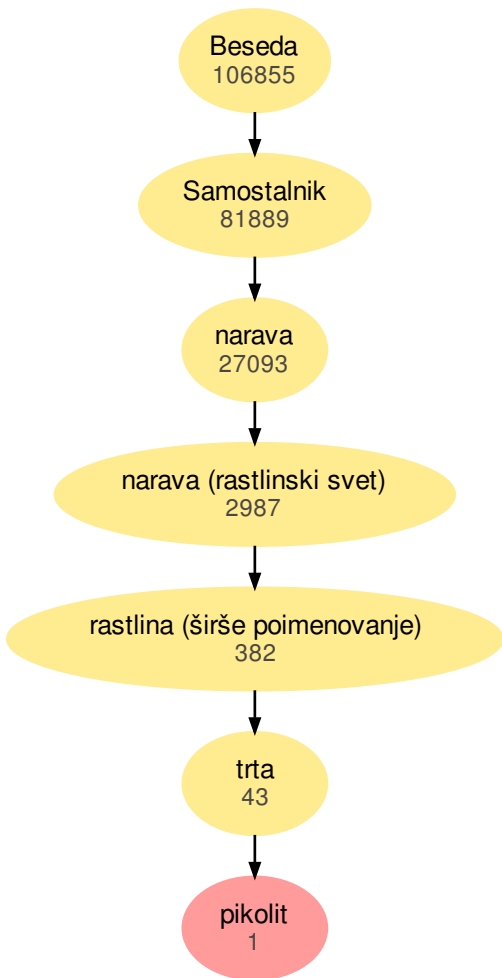 Beseda
106855
Samostalnik
81889
narava
27093
narava (rastlinski svet)
2987
rastlina (širše poimenovanje)
382
trta
43
pikolit
1